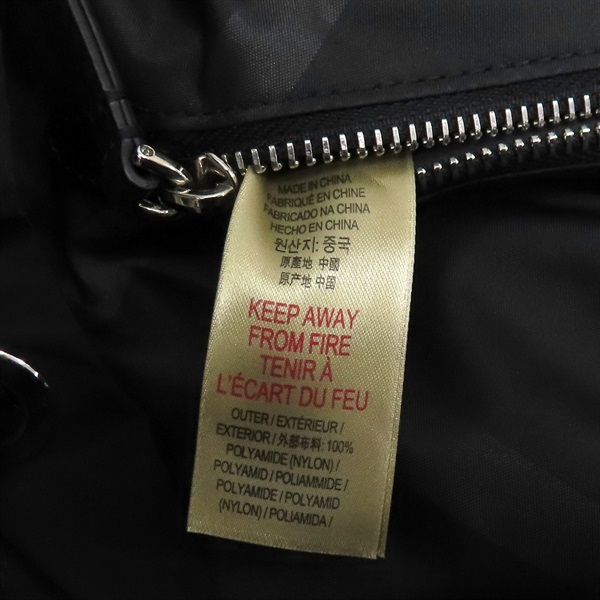 MADE IN CHINA
FABRIQUÉ EN CHINE
FABRICADO NA CHINA
HECHO EN CHINA
원산지: 중국
原產地 中國
原产地 中国
KEEP AWAY
FROM FIRE
TENIR À
L'ÉCART DU FEU
OUTER / EXTÉRIEUR /
EXTERIOR / 外部布料: 100%
POLYAMIDE (NYLON) /
POLYAMID / POLIAMMIDE /
POLYAMIDE / POLYAMID
(NYLON) / POLIAMIDA /